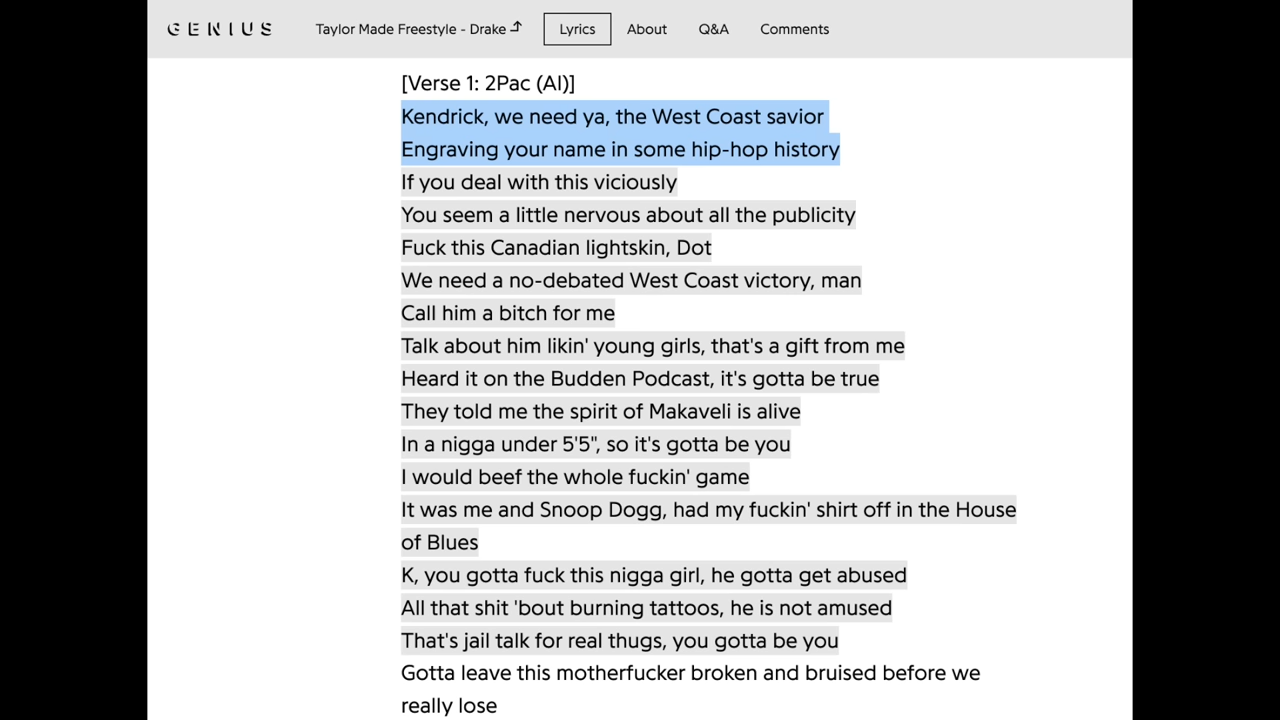 GENIUS Taylor Made Freestyle - Drake Lyrics About Q&A Comments
[Verse 1: 2Pac (AI)]
Kendrick, we need ya, the West Coast savior
Engraving your name in some hip-hop history
If you deal with this viciously
You seem a little nervous about all the publicity
Fuck this Canadian lightskin, Dot
We need a no-debated West Coast victory, man
Call him a bitch for me
Talk about him likin' young girls, that's a gift from me
Heard it on the Budden Podcast, it's gotta be true
They told me the spirit of Makaveli is alive
In a nigga under 5'5", so it's gotta be you
I would beef the whole fuckin' game
It was me and Snoop Dogg, had my fuckin' shirt off in the House
of Blues
K, you gotta fuck this nigga girl, he gotta get abused
All that shit 'bout burning tattoos, he is not amused
That's jail talk for real thugs, you gotta be you
Gotta leave this motherfucker broken and bruised before we
really lose